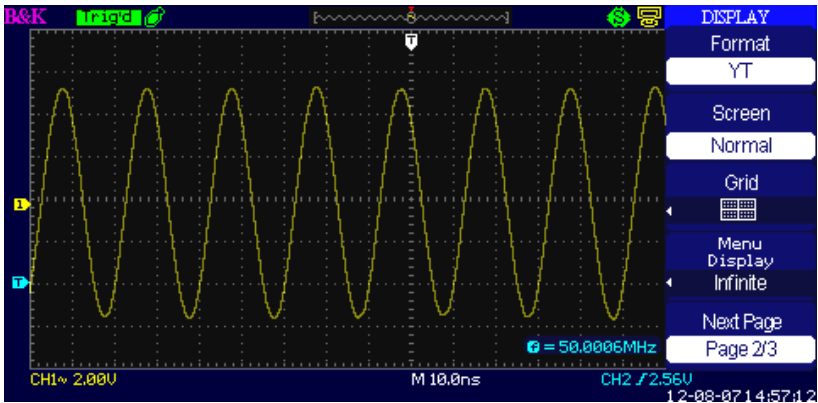 B&K Trig'd S DISPLAY
Format
T
YT
Screen
Normal
Grid
1
Menu
Display
T
Infinite
Next Page
f = 50.0006MHz
Page 2/3
CH1~ 2.00V M 10.0ns CH2 / 2.56V
12-08-07 14:57:12